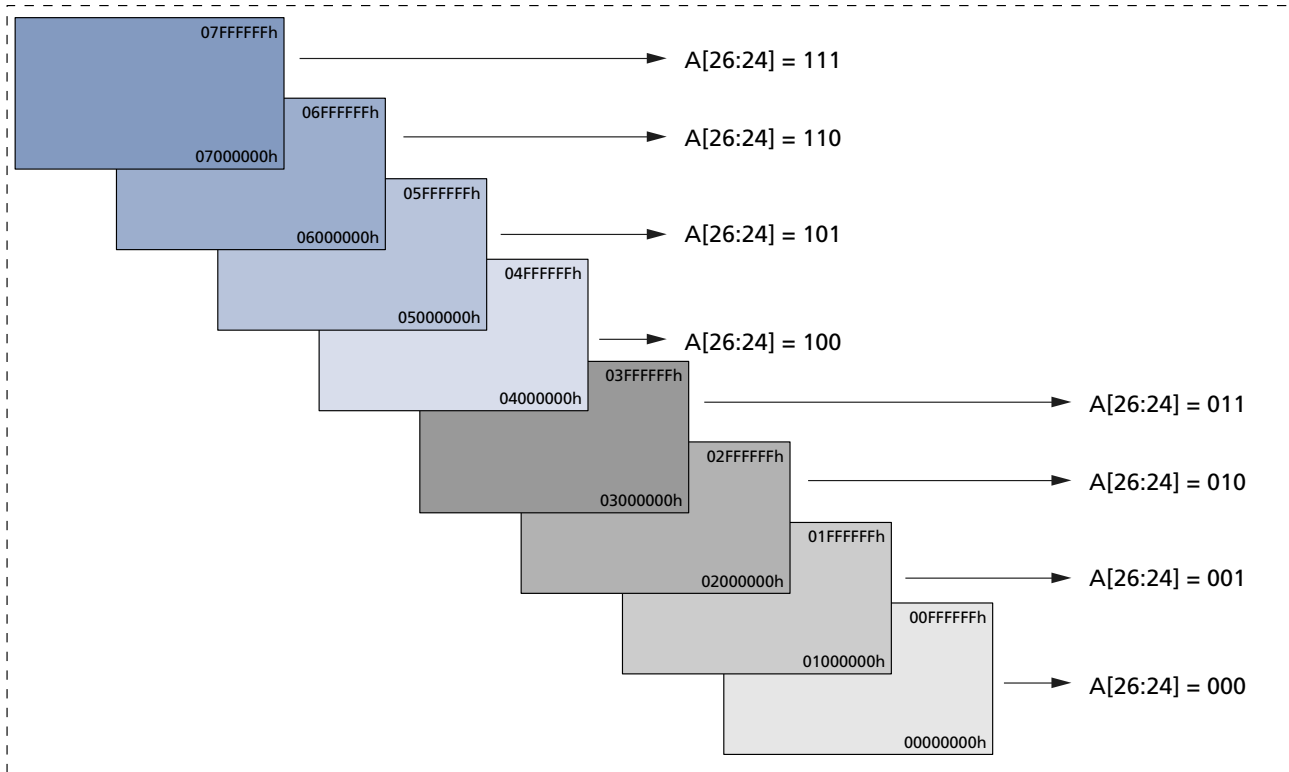 07FFFFFFh
A[26:24] = 111
06FFFFFFh
A[26:24] = 110
07000000h
05FFFFFFh
A[26:24] = 101
06000000h
04FFFFFFh
05000000h
A[26:24] = 100
03FFFFFFh
04000000h
A[26:24] = 011
02FFFFFFh
A[26:24] = 010
03000000h
01FFFFFFh
A[26:24] = 001
02000000h
00FFFFFFh
01000000h
A[26:24] = 000
00000000h